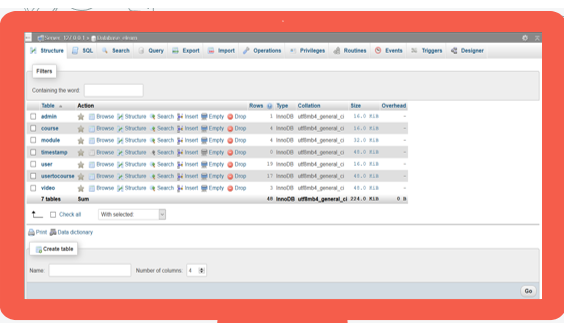 Server: 127.0.0.1 » Database: elearn
Structure SQL Search Query Export Import Operations Privileges Routines Events Triggers Designer
Filters
Containing the word:
Table Action Rows Type Collation Size Overhead
admin Browse Structure Search Insert Empty Drop 1 InnoDB utf8mb4_general_ci 16.0 KiB -
course Browse Structure Search Insert Empty Drop 4 InnoDB utf8mb4_general_ci 16.0 KiB -
module Browse Structure Search Insert Empty Drop 4 InnoDB utf8mb4_general_ci 32.0 KiB -
timestamp Browse Structure Search Insert Empty Drop 0 InnoDB utf8mb4_general_ci 48.0 KiB -
user Browse Structure Search Insert Empty Drop 19 InnoDB utf8mb4_general_ci 16.0 KiB -
usertocourse Browse Structure Search Insert Empty Drop 17 InnoDB utf8mb4_general_ci 48.0 KiB -
video Browse Structure Search Insert Empty Drop 3 InnoDB utf8mb4_general_ci 48.0 KiB -
7 tables Sum 48 InnoDB utf8mb4_general_ci 224.0 KiB 0 B
Check all With selected:
Print Data dictionary
Create table
Name: Number of columns: 4
Go